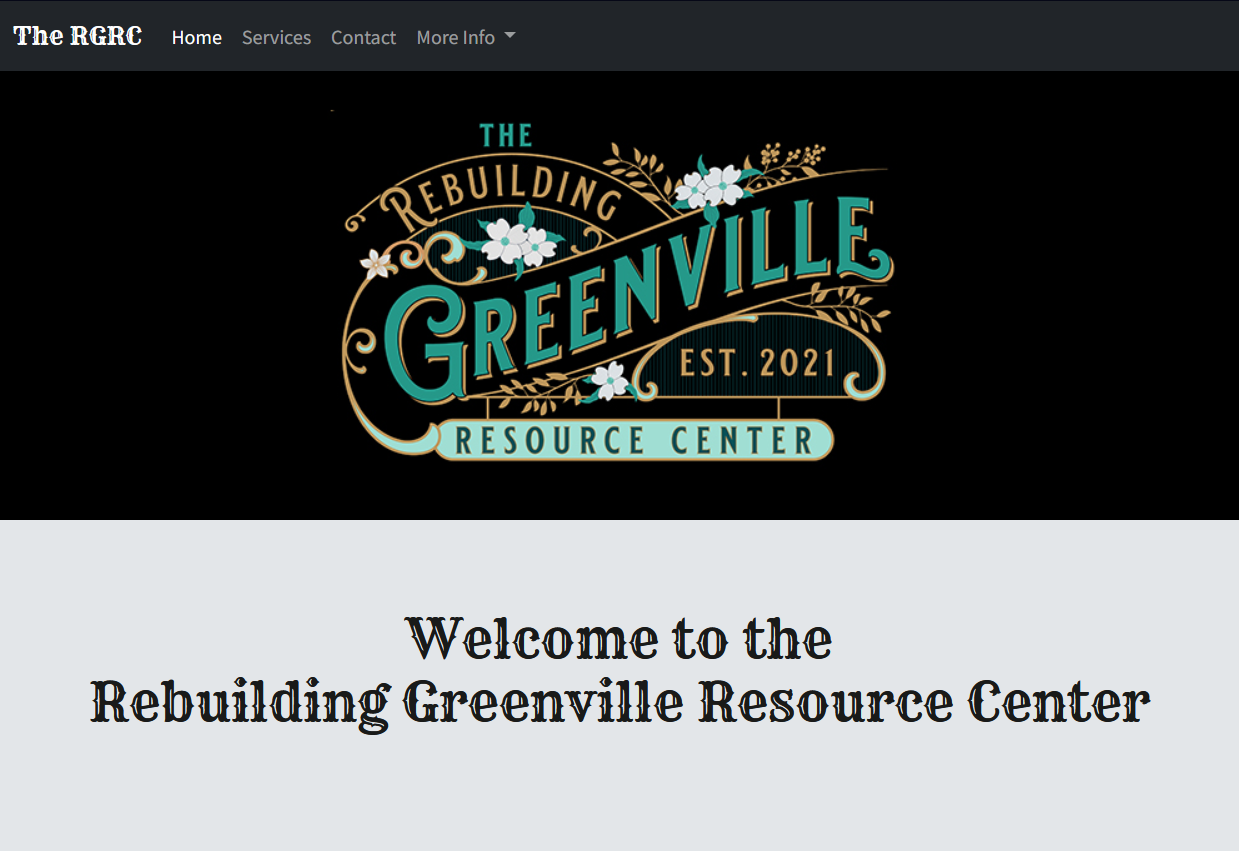 The RGRC Home Services Contact More Info
THE
REBUILDING
GREENVILLE
EST. 2021
RESOURCE CENTER
Welcome to the
Rebuilding Greenville Resource Center